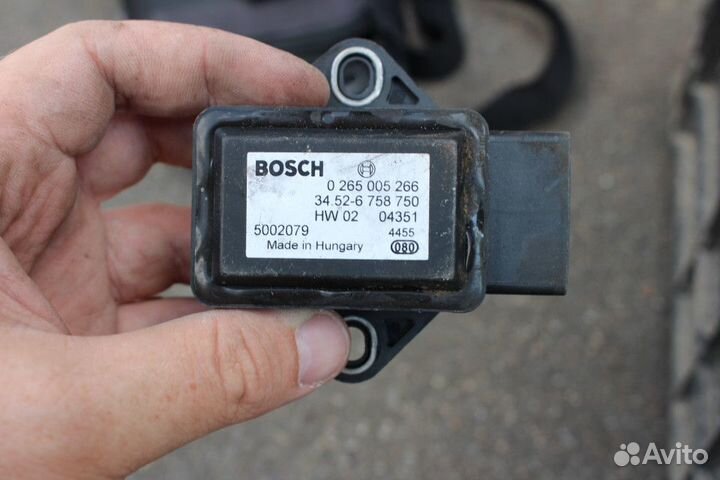 BOSCH
0 265 005 266
34.52-6 758 750
HW 02 04351
5002079 4455
Made in Hungary 080
Avito